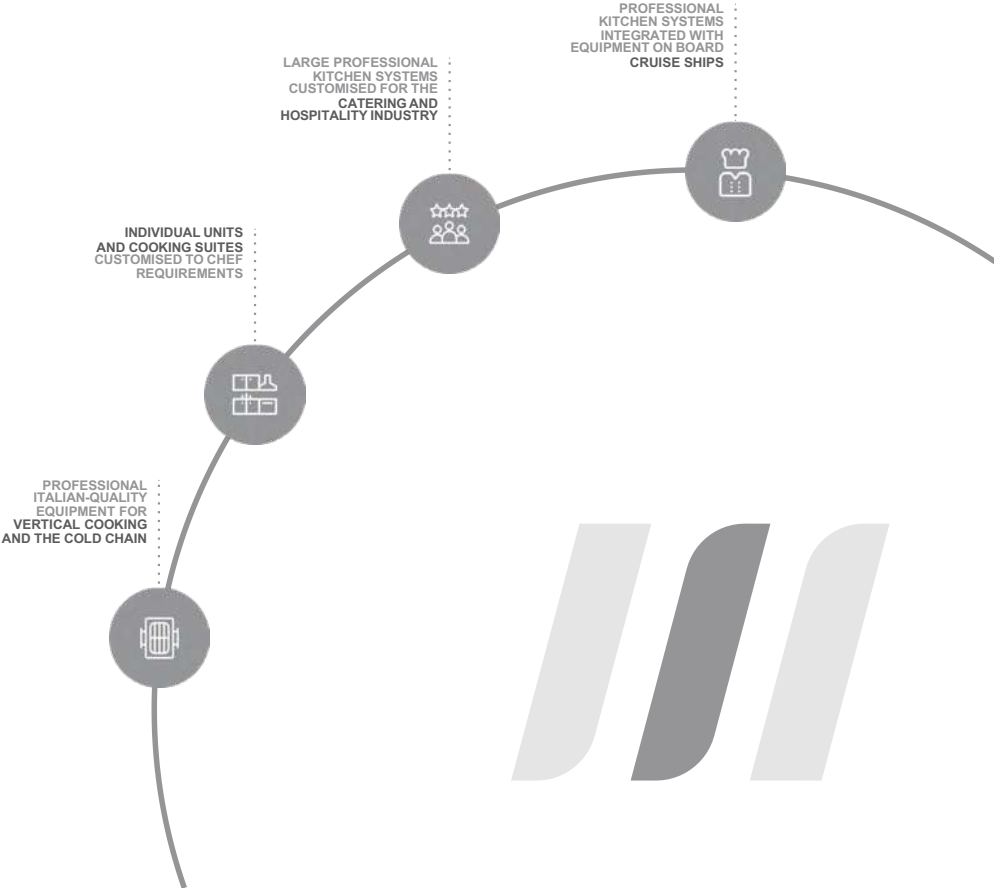 PROFESSIONAL
KITCHEN SYSTEMS
INTEGRATED WITH
EQUIPMENT ON BOARD
CRUISE SHIPS
LARGE PROFESSIONAL
KITCHEN SYSTEMS
CUSTOMISED FOR THE
CATERING AND
HOSPITALITY INDUSTRY
INDIVIDUAL UNITS
AND COOKING SUITES
CUSTOMISED TO CHEF
REQUIREMENTS
PROFESSIONAL
ITALIAN-QUALITY
EQUIPMENT FOR
VERTICAL COOKING
AND THE COLD CHAIN